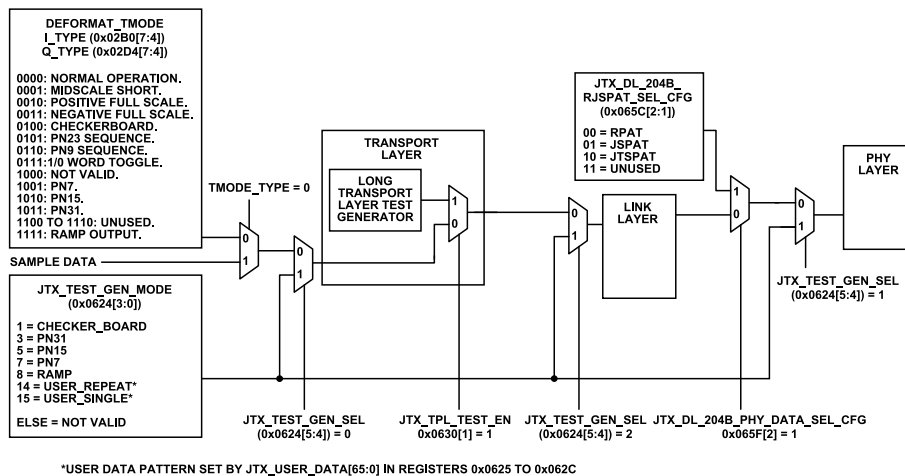 DEFORMAT_TMODE
I_TYPE (0x02B0[7:4])
Q_TYPE (0x02D4[7:4])
0000: NORMAL OPERATION.
0001: MIDSCALE SHORT.
0010: POSITIVE FULL SCALE.
0011: NEGATIVE FULL SCALE.
0100: CHECKERBOARD.
0101: PN23 SEQUENCE.
0110: PN9 SEQUENCE.
0111:1/0 WORD TOGGLE.
1000: NOT VALID.
1001: PN7.
1010: PN15.
1011: PN31.
1100 TO 1110: UNUSED.
1111: RAMP OUTPUT.
SAMPLE DATA
TMODE_TYPE = 0
0
1
JTX_TEST_GEN_MODE
(0x0624[3:0])
1 = CHECKER_BOARD
3 = PN31
5 = PN15
7 = PN7
8 = RAMP
14 = USER_REPEAT*
15 = USER_SINGLE*
ELSE = NOT VALID
0
1
JTX_TEST_GEN_SEL
(0x0624[5:4]) = 0
TRANSPORT
LAYER
LONG
TRANSPORT
LAYER TEST
GENERATOR
1
0
JTX_TPL_TEST_EN
0x0630[1] = 1
0
1
JTX_TEST_GEN_SEL
(0x0624[5:4]) = 2
LINK
LAYER
JTX_DL_204B_
RJSPAT_SEL_CFG
(0x065C[2:1])
00 = RPAT
01 = JSPAT
10 = JTSPAT
11 = UNUSED
1
0
JTX_DL_204B_PHY_DATA_SEL_CFG
0x065F[2] = 1
0
1
JTX_TEST_GEN_SEL
(0x0624[5:4]) = 1
PHY
LAYER
*USER DATA PATTERN SET BY JTX_USER_DATA[65:0] IN REGISTERS 0x0625 TO 0x062C